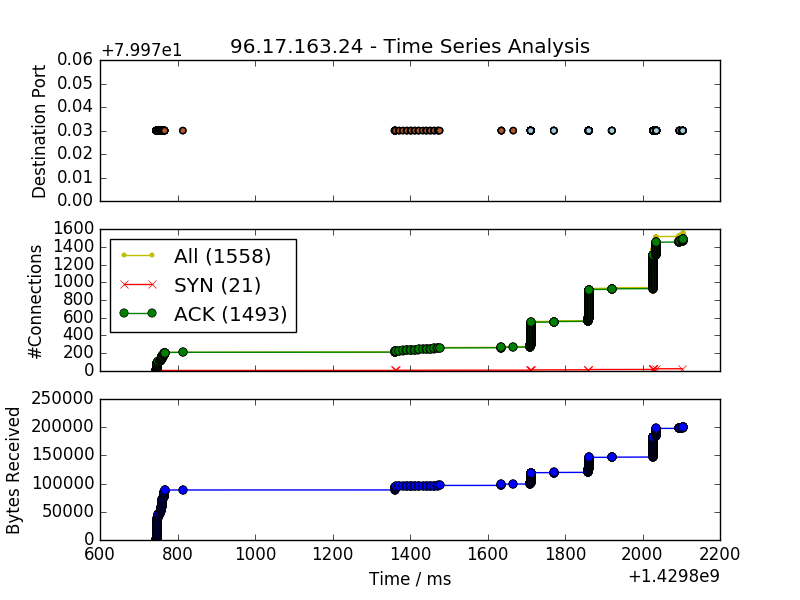 +7.997e1
96.17.163.24 - Time Series Analysis
0.06
0.05
0.04
0.03
0.02
0.01
0.00
Destination Port
1600
1400
1200
1000
800
600
400
200
0
#Connections
All (1558)
SYN (21)
ACK (1493)
250000
200000
150000
100000
50000
0
Bytes Received
600 800 1000 1200 1400 1600 1800 2000 2200
Time / ms
+1.4298e9